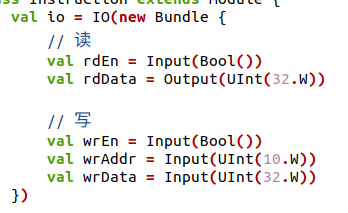 Instruction extends Module {
  val io = IO(new Bundle {
      // 读
      val rdEn = Input(Bool())
      val rdData = Output(UInt(32.W))

      // 写
      val wrEn = Input(Bool())
      val wrAddr = Input(UInt(10.W))
      val wrData = Input(UInt(32.W))
  })